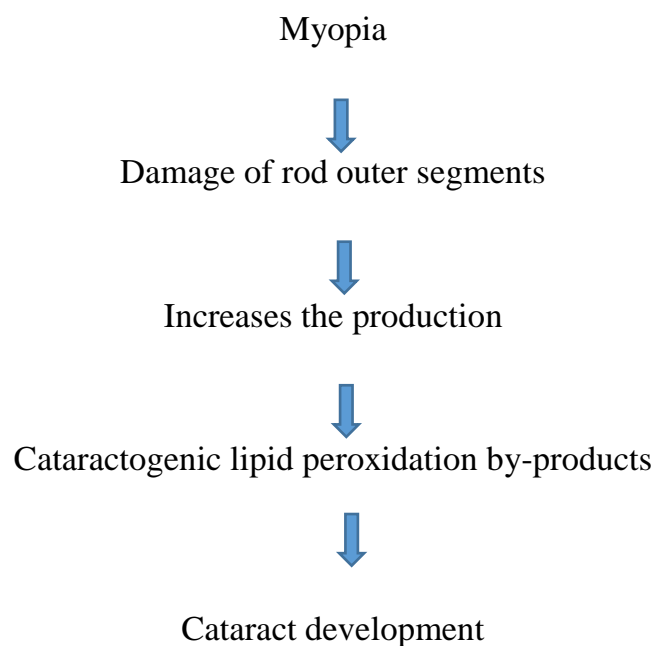 Myopia
Damage of rod outer segments
Increases the production
Cataractogenic lipid peroxidation by-products
Cataract development